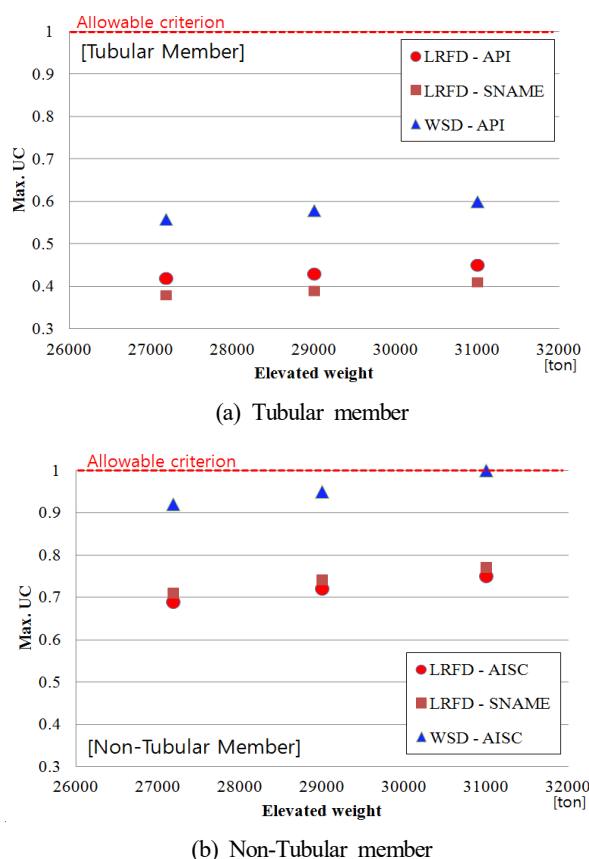 Allowable criterion
[Tubular Member]
LRFD - API
LRFD - SNAME
WSD - API
Max. UC
1
0.9
0.8
0.7
0.6
0.5
0.4
0.3
26000 27000 28000 29000 30000 31000 32000
[ton]
Elevated weight
(a) Tubular member
Allowable criterion
Max. UC
1
0.9
0.8
0.7
0.6
0.5
0.4
0.3
LRFD - AISC
LRFD - SNAME
WSD - AISC
[Non-Tubular Member]
26000 27000 28000 29000 30000 31000 32000
[ton]
Elevated weight
(b) Non-Tubular member